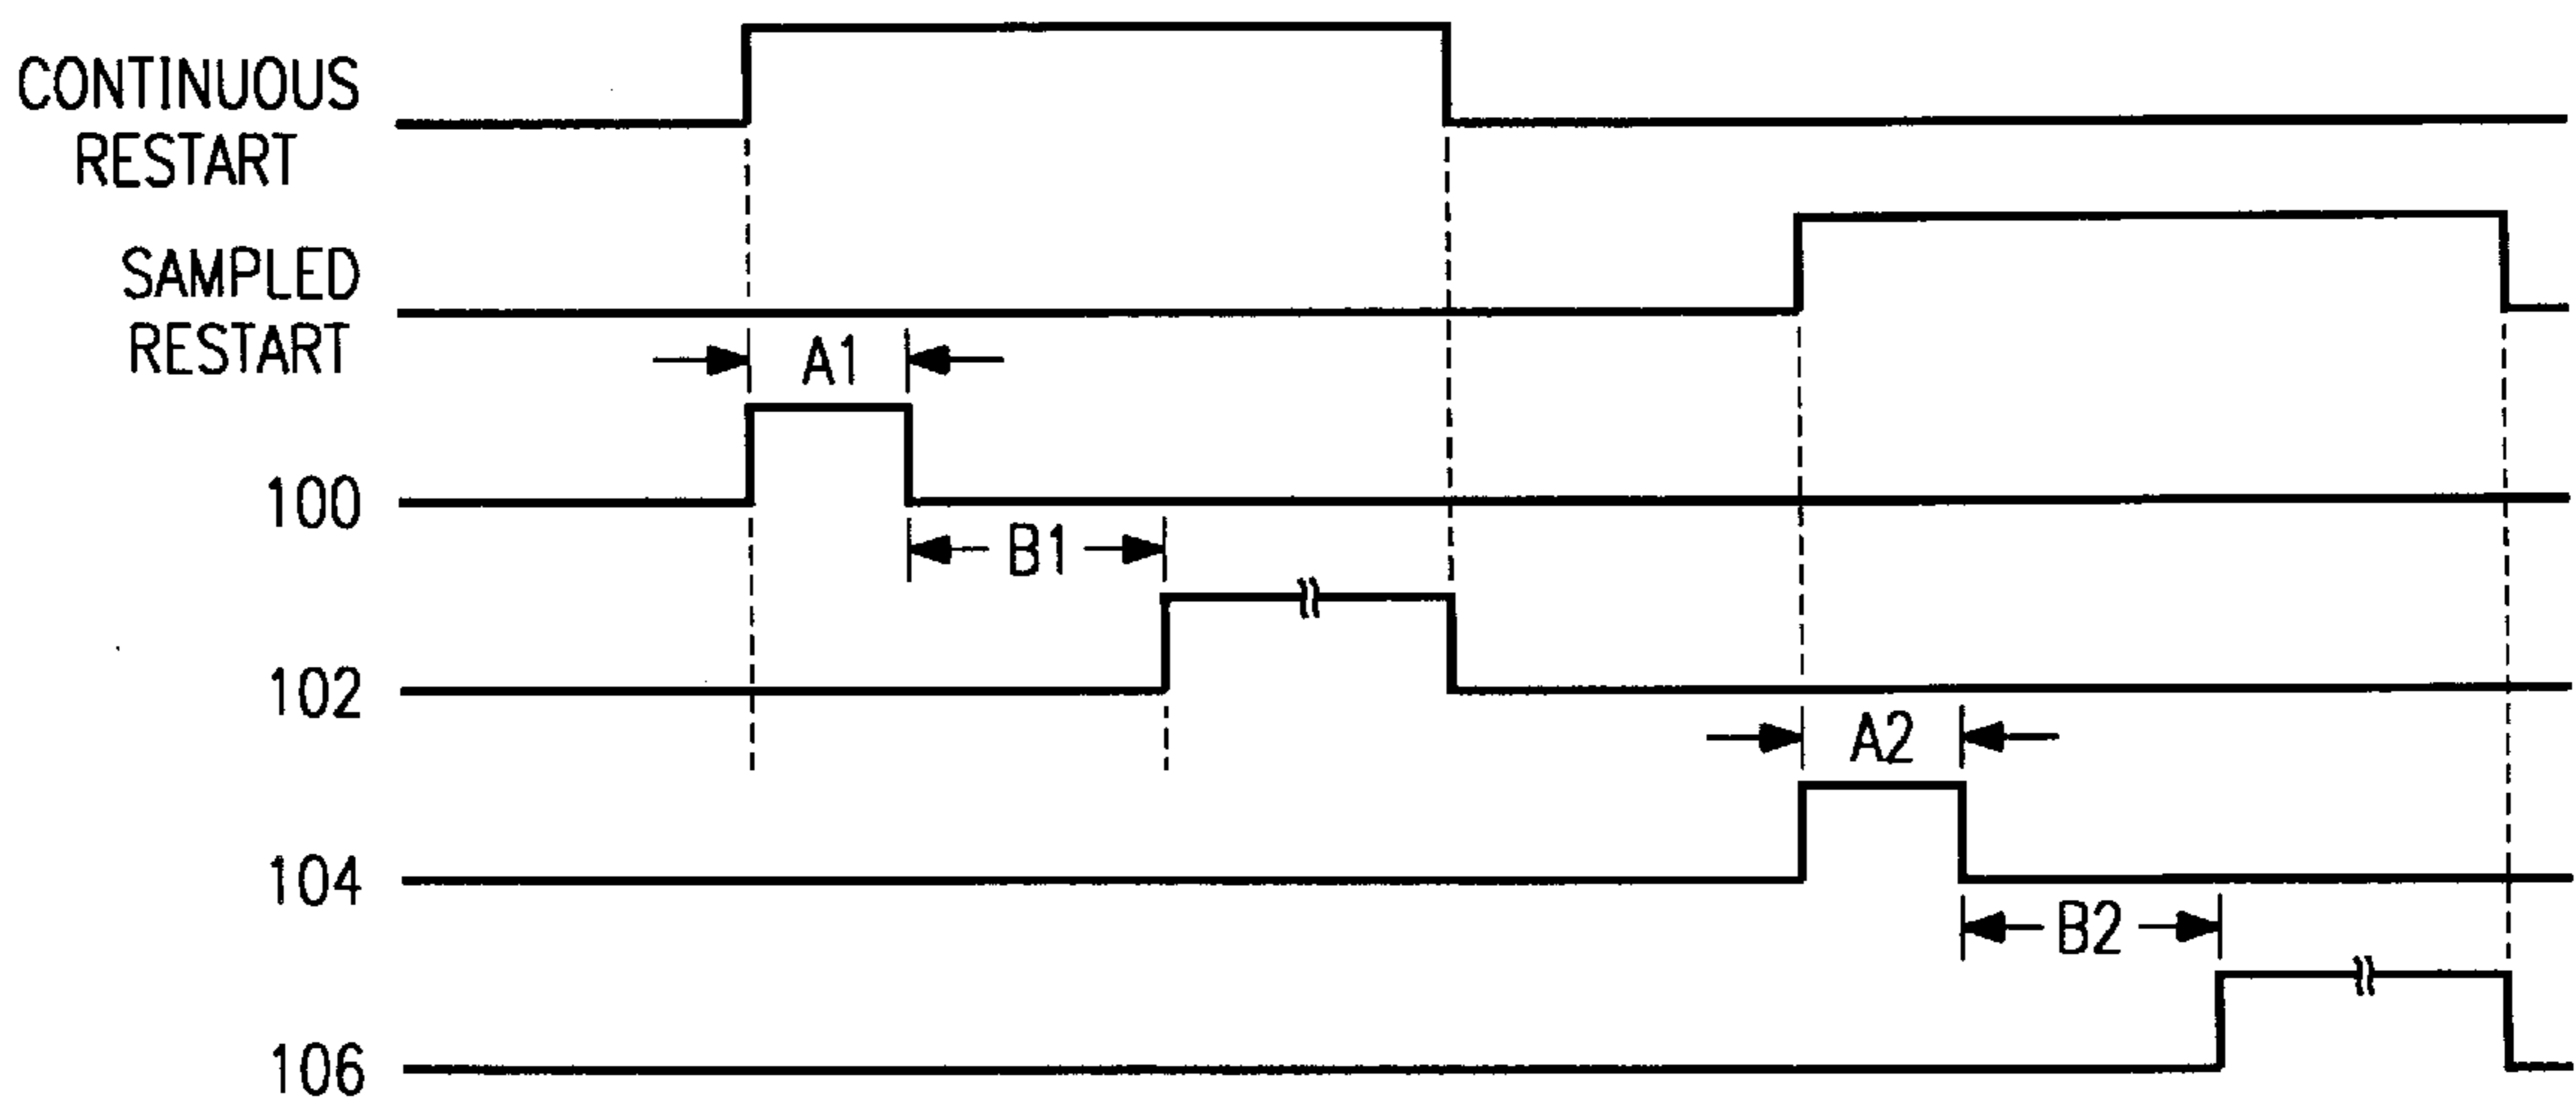 CONTINUOUS
RESTART
SAMPLED
RESTART
A1
100
B1
102
A2
104
B2
106